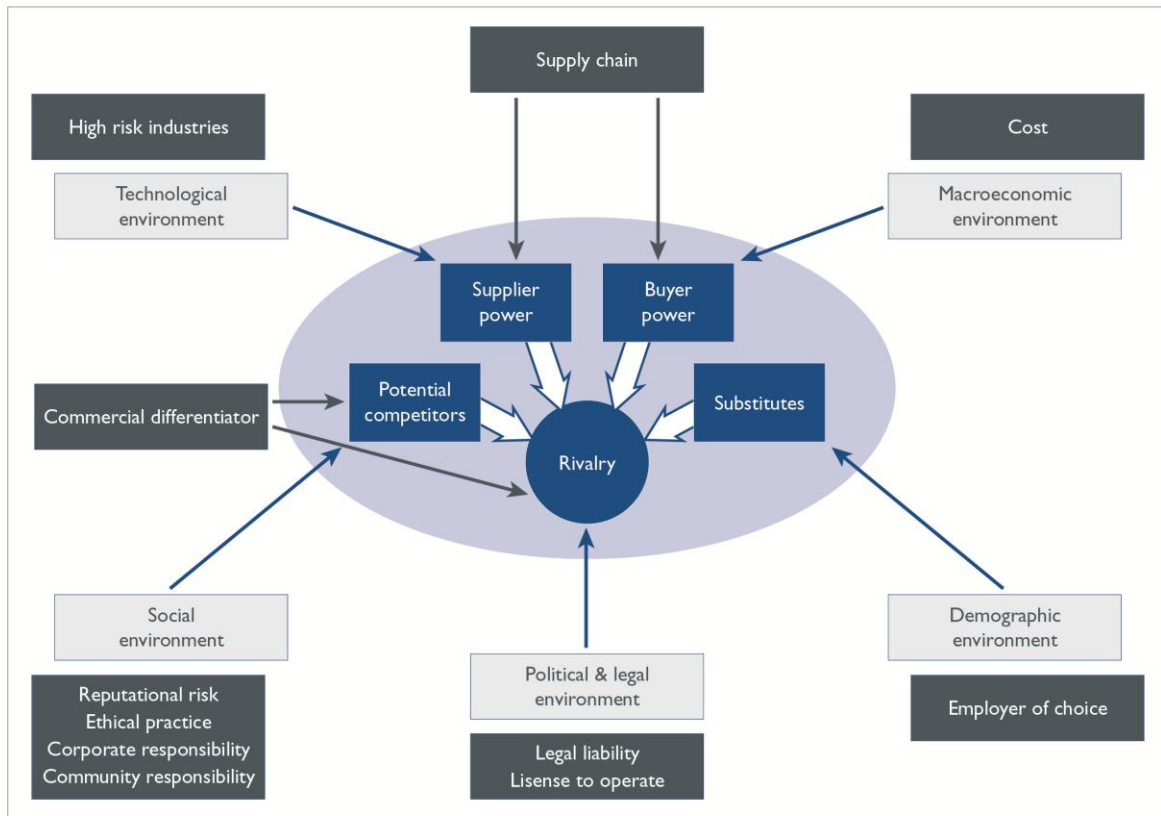 Supply chain
High risk industries
Cost
Technological
environment
Macroeconomic
environment
Supplier
power
Buyer
power
Commercial differentiator
Potential
competitors
Substitutes
Rivalry
Social
environment
Reputational risk
Ethical practice
Corporate responsibility
Community responsibility
Political & legal
environment
Legal liability
Lisense to operate
Demographic
environment
Employer of choice